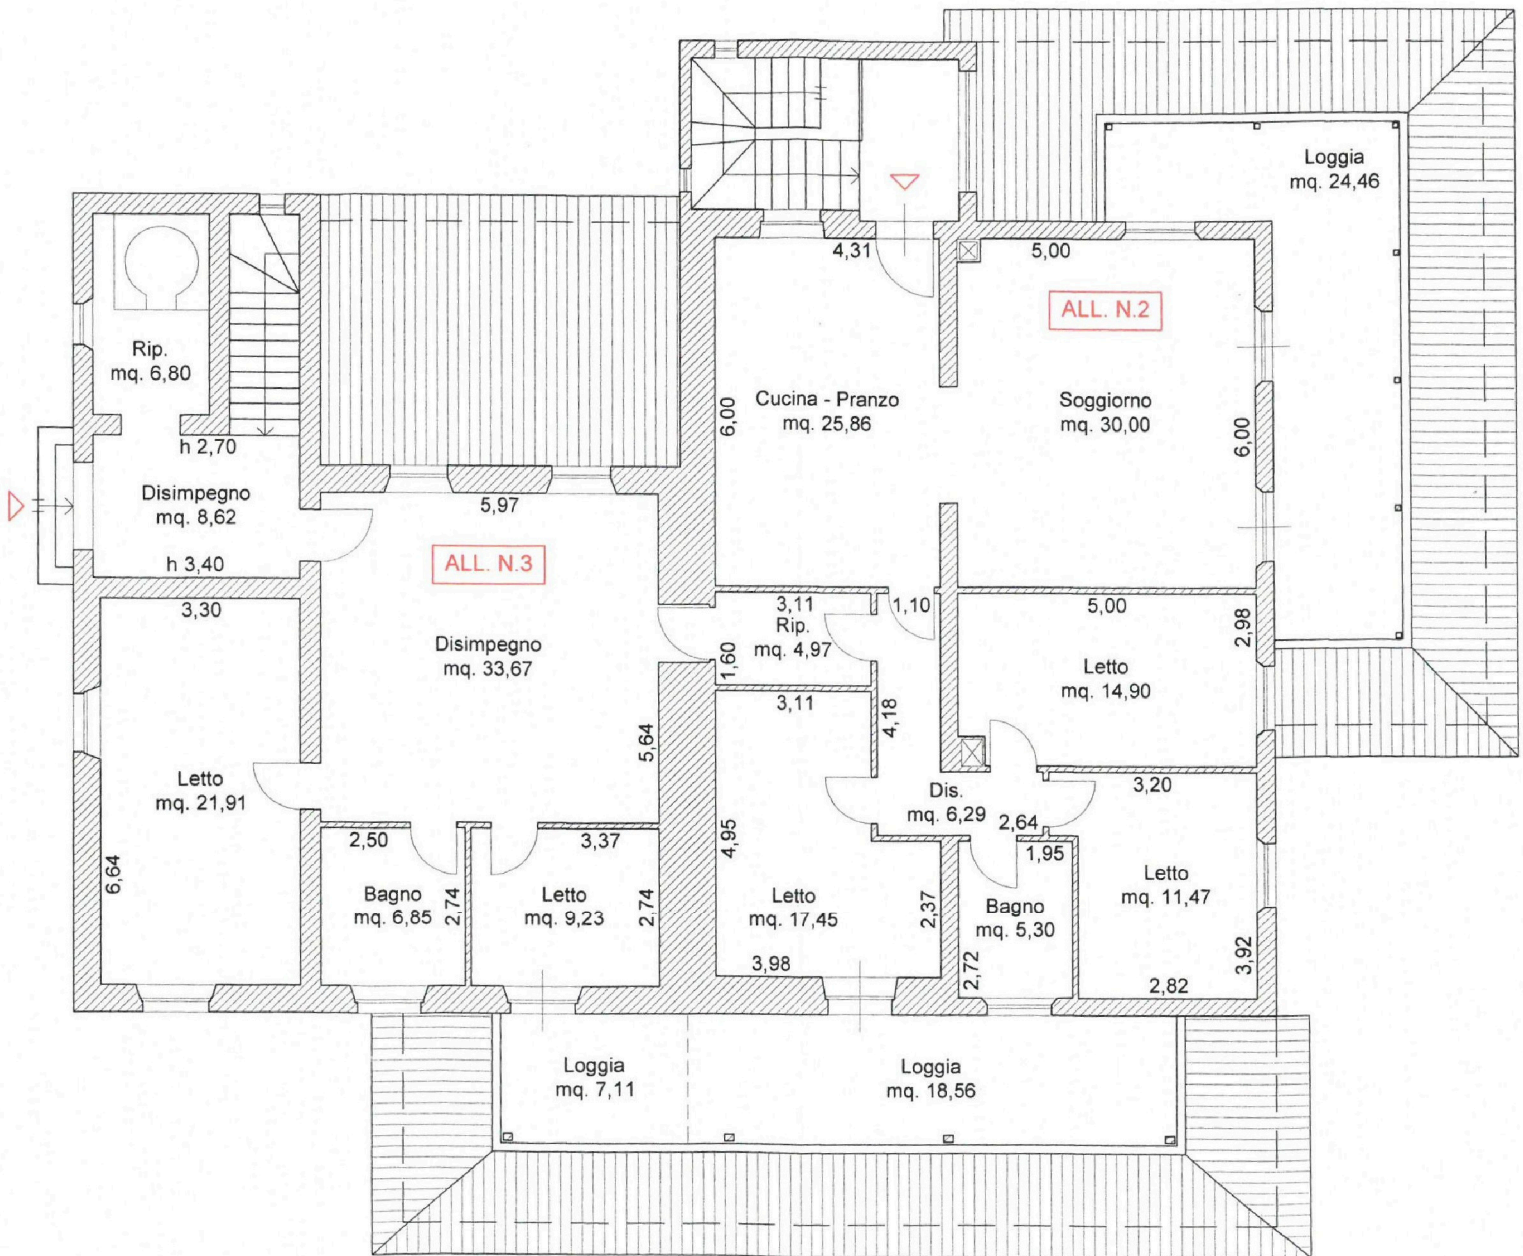 Loggia
mq. 24,46
4,31
5,00
ALL. N.2
Rip.
mq. 6,80
6,00
Cucina - Pranzo
mq. 25,86
Soggiorno
mq. 30,00
6,00
h 2,70
Disimpegno
mq. 8,62
h 3,40
5,97
ALL. N.3
3,30
3,11
Rip.
mq. 4,97
1,60
1,10
5,00
2,98
Disimpegno
mq. 33,67
5,64
3,11
4,18
Letto
mq. 14,90
Letto
mq. 21,91
6,64
Dis.
mq. 6,29
2,64
3,20
2,50
3,37
4,95
1,95
Bagno
mq. 6,85
2,74
Letto
mq. 9,23
2,74
Letto
mq. 17,45
2,37
Bagno
mq. 5,30
Letto
mq. 11,47
3,98
2,72
2,82
3,92
Loggia
mq. 7,11
Loggia
mq. 18,56